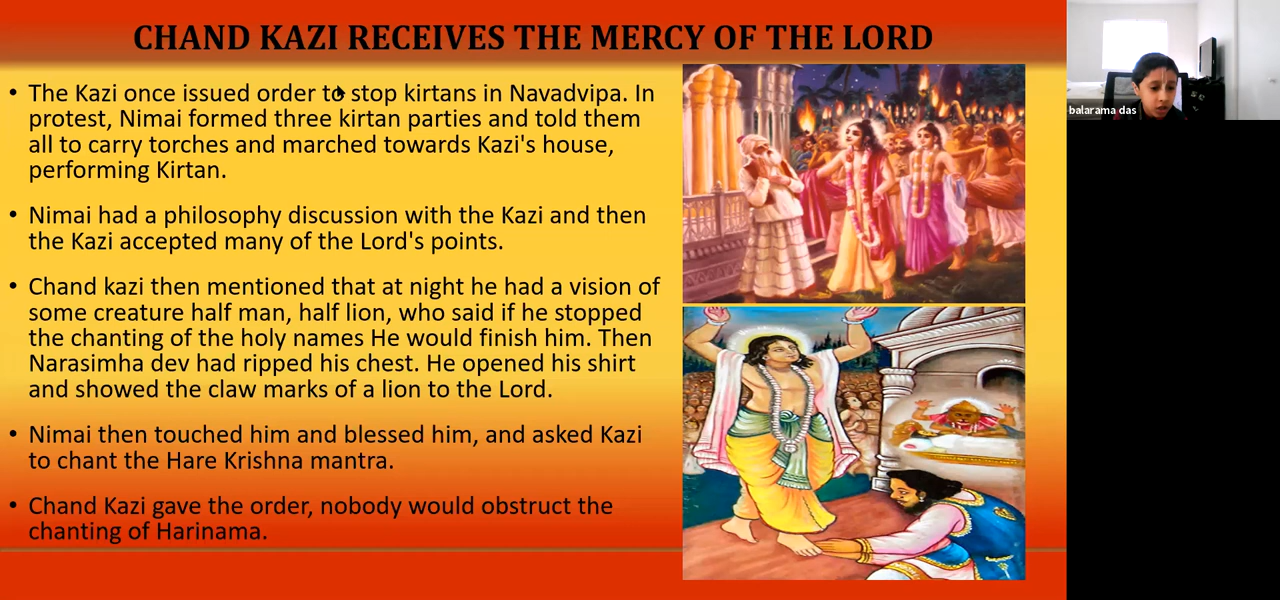 CHAND KAZI RECEIVES THE MERCY OF THE LORD
• The Kazi once issued order to stop kirtans in Navadvipa. In
protest, Nimai formed three kirtan parties and told them
all to carry torches and marched towards Kazi's house,
performing Kirtan.
• Nimai had a philosophy discussion with the Kazi and then
the Kazi accepted many of the Lord's points.
• Chand kazi then mentioned that at night he had a vision of
some creature half man, half lion, who said if he stopped
the chanting of the holy names He would finish him. Then
Narasimha dev had ripped his chest. He opened his shirt
and showed the claw marks of a lion to the Lord.
• Nimai then touched him and blessed him, and asked Kazi
to chant the Hare Krishna mantra.
• Chand Kazi gave the order, nobody would obstruct the
chanting of Harinama.
balarama das